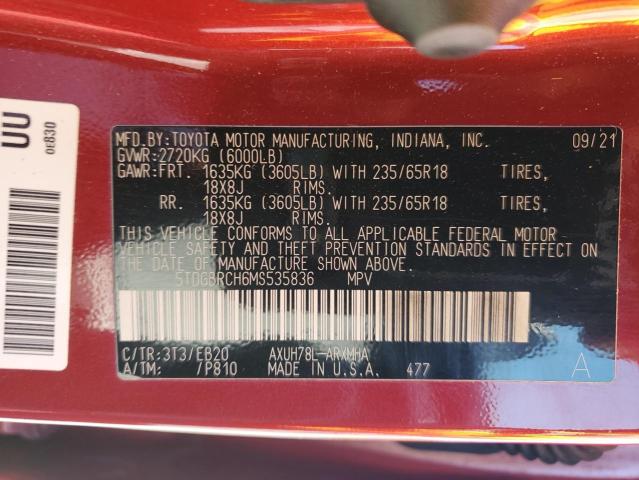 MFD.BY:TOYOTA MOTOR MANUFACTURING, INDIANA, INC. 09/21
GVWR:2720KG (6000LB)
GAWR:FRT. 1635KG (3605LB) WITH 235/65R18 TIRES,
18X8J RIMS.
RR. 1635KG (3605LB) WITH 235/65R18 TIRES,
18X8J RIMS.
THIS VEHICLE CONFORMS TO ALL APPLICABLE FEDERAL MOTOR
VEHICLE SAFETY AND THEFT PREVENTION STANDARDS IN EFFECT ON
THE DATE OF MANUFACTURE SHOWN ABOVE.
5TDGBRCH6MS535836 MPV
C/TR:3T3/EB20 AXUH78L-ARXMHA
A/TM: /P810 MADE IN U.S.A. 477 A